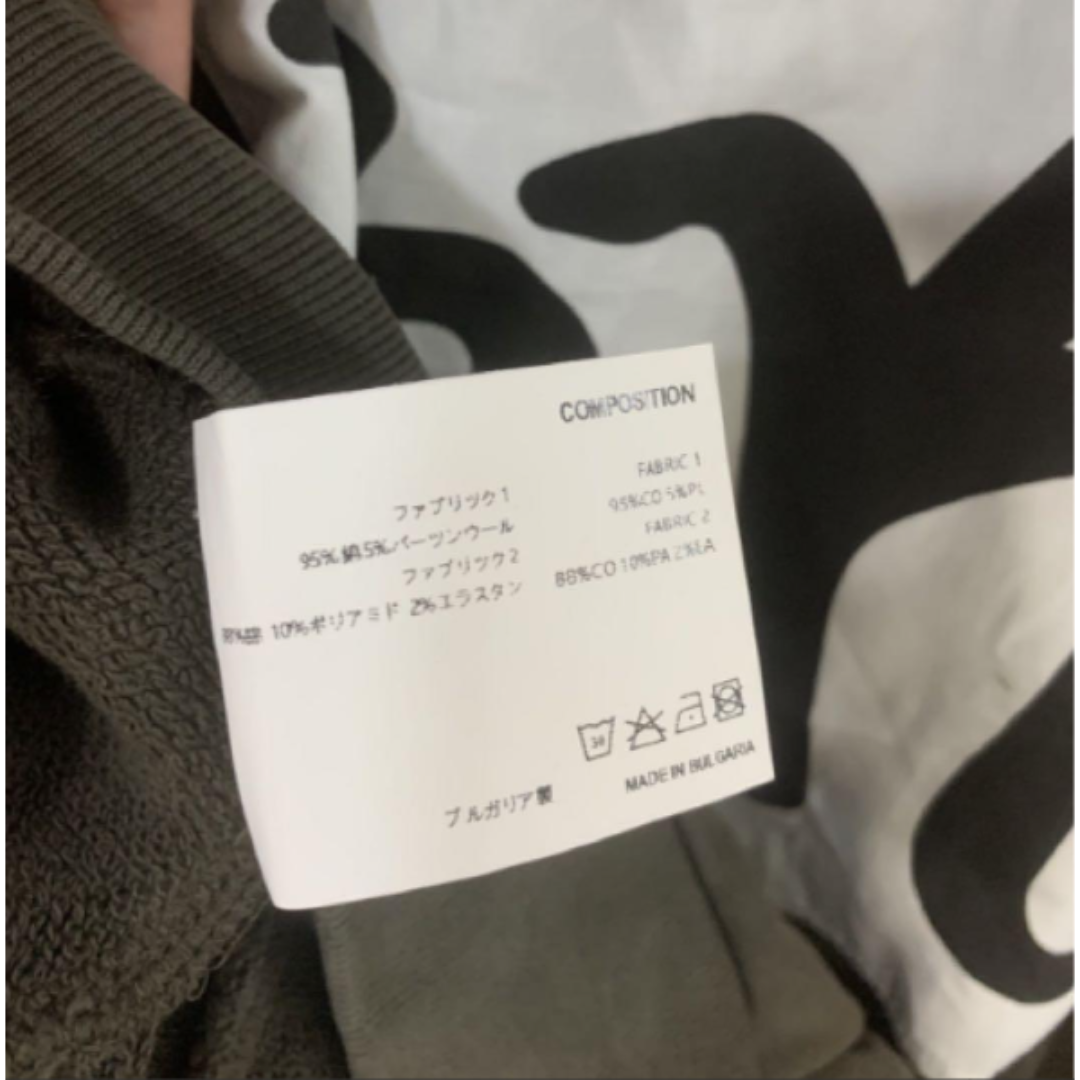 COMPOSITION
FABRIC 1
95%CO 5%PL
FABRIC 2
88%CO 10%PA 2%EA
ファブリック1
95% 5%バージンウール
ファブリック2
10%ポリアミド 2%エラスタン
30
MADE IN BULGARIA
ブルガリア製